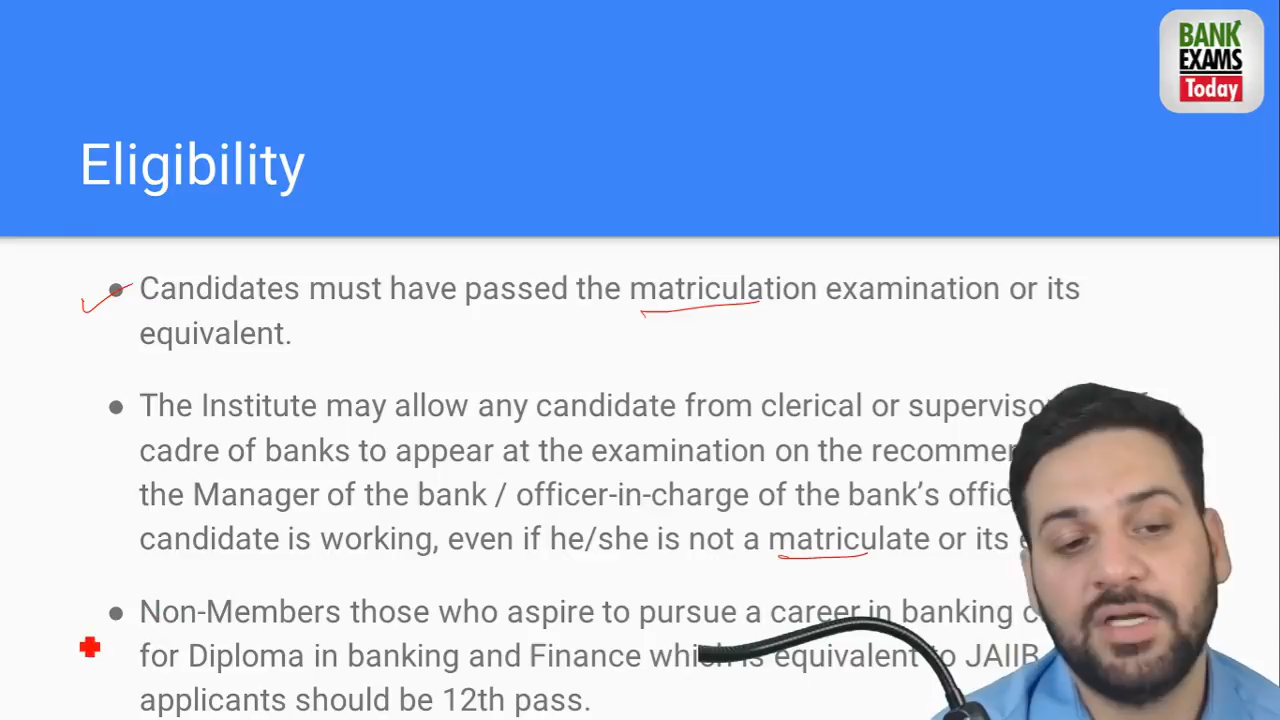 BANK
EXAMS
Today
Eligibility
● Candidates must have passed the matriculation examination or its
equivalent.
● The Institute may allow any candidate from clerical or
cadre of banks to appear at the examination on the
the Manager of the bank / officer-in-charge of the bank’s
candidate is working, even if he/she is not a matriculate or its
● Non-Members those who aspire to pursue a career in banking
for Diploma in banking and Finance which is equivalent to JAIIB
applicants should be 12th pass.